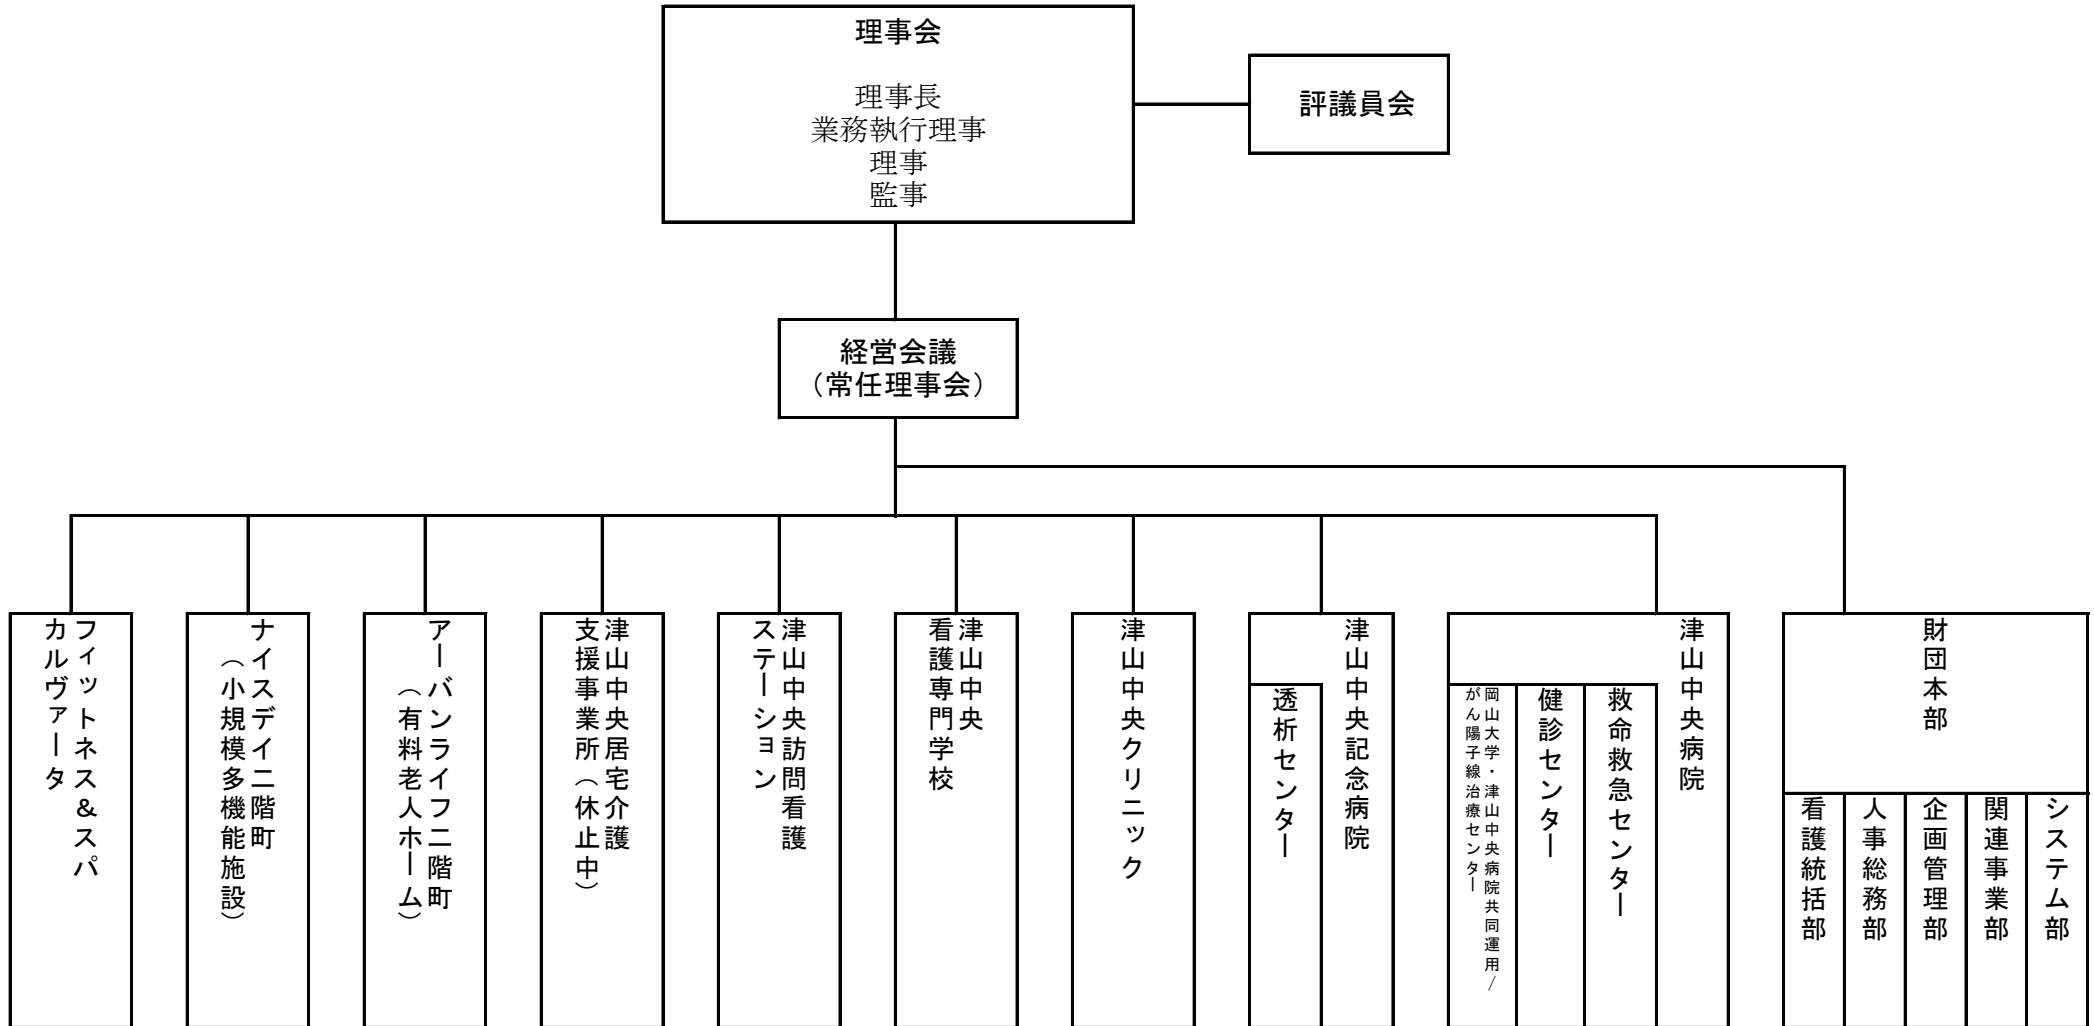 理事会
理事長
業務執行理事
理事
監事
評議員会
経営会議
（常任理事会）
フィットネス＆スパ
カルヴァータ
ナイスデイ二階町
（小規模多機能施設）
アーバンライフ二階町
（有料老人ホーム）
津山中央居宅介護
支援事業所（休止中）
津山中央訪問看護
ステーション
津山中央
看護専門学校
津山中央クリニック
津山中央記念病院
透析センター
津山中央病院
救命救急センター
健診センター
岡山大学・津山中央病院共同運用/
がん陽子線治療センター
財団本部
システム部
関連事業部
企画管理部
人事総務部
看護統括部